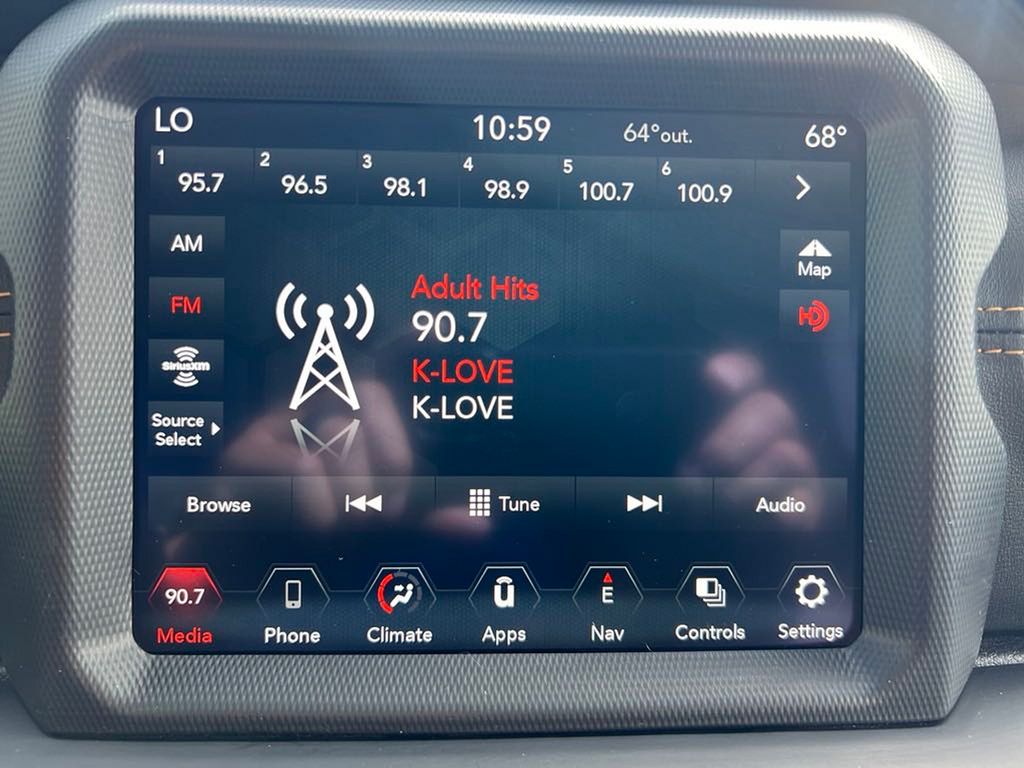 LO 10:59 64°out. 68°
1 95.7 2 96.5 3 98.1 4 98.9 5 100.7 6 100.9
AM
FM
SiriusXM
Source
Select
Adult Hits
90.7
K-LOVE
K-LOVE
Map
HD
Browse Tune Audio
90.7 E
Media Phone Climate Apps Nav Controls Settings